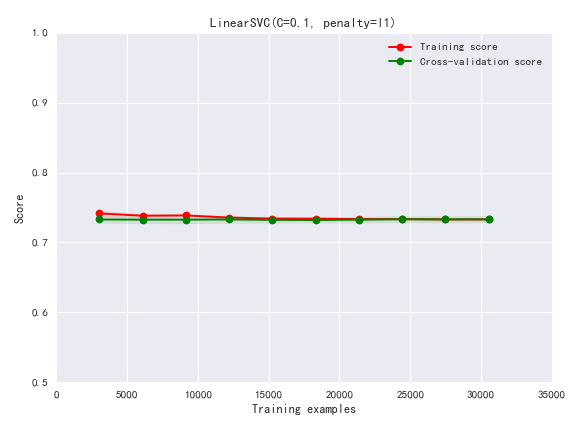 LinearSVC(C=0.1, penalty=l1)
Training score
Cross-validation score
1.0
0.9
0.8
0.7
0.6
0.5
Score
0 5000 10000 15000 20000 25000 30000 35000
Training examples